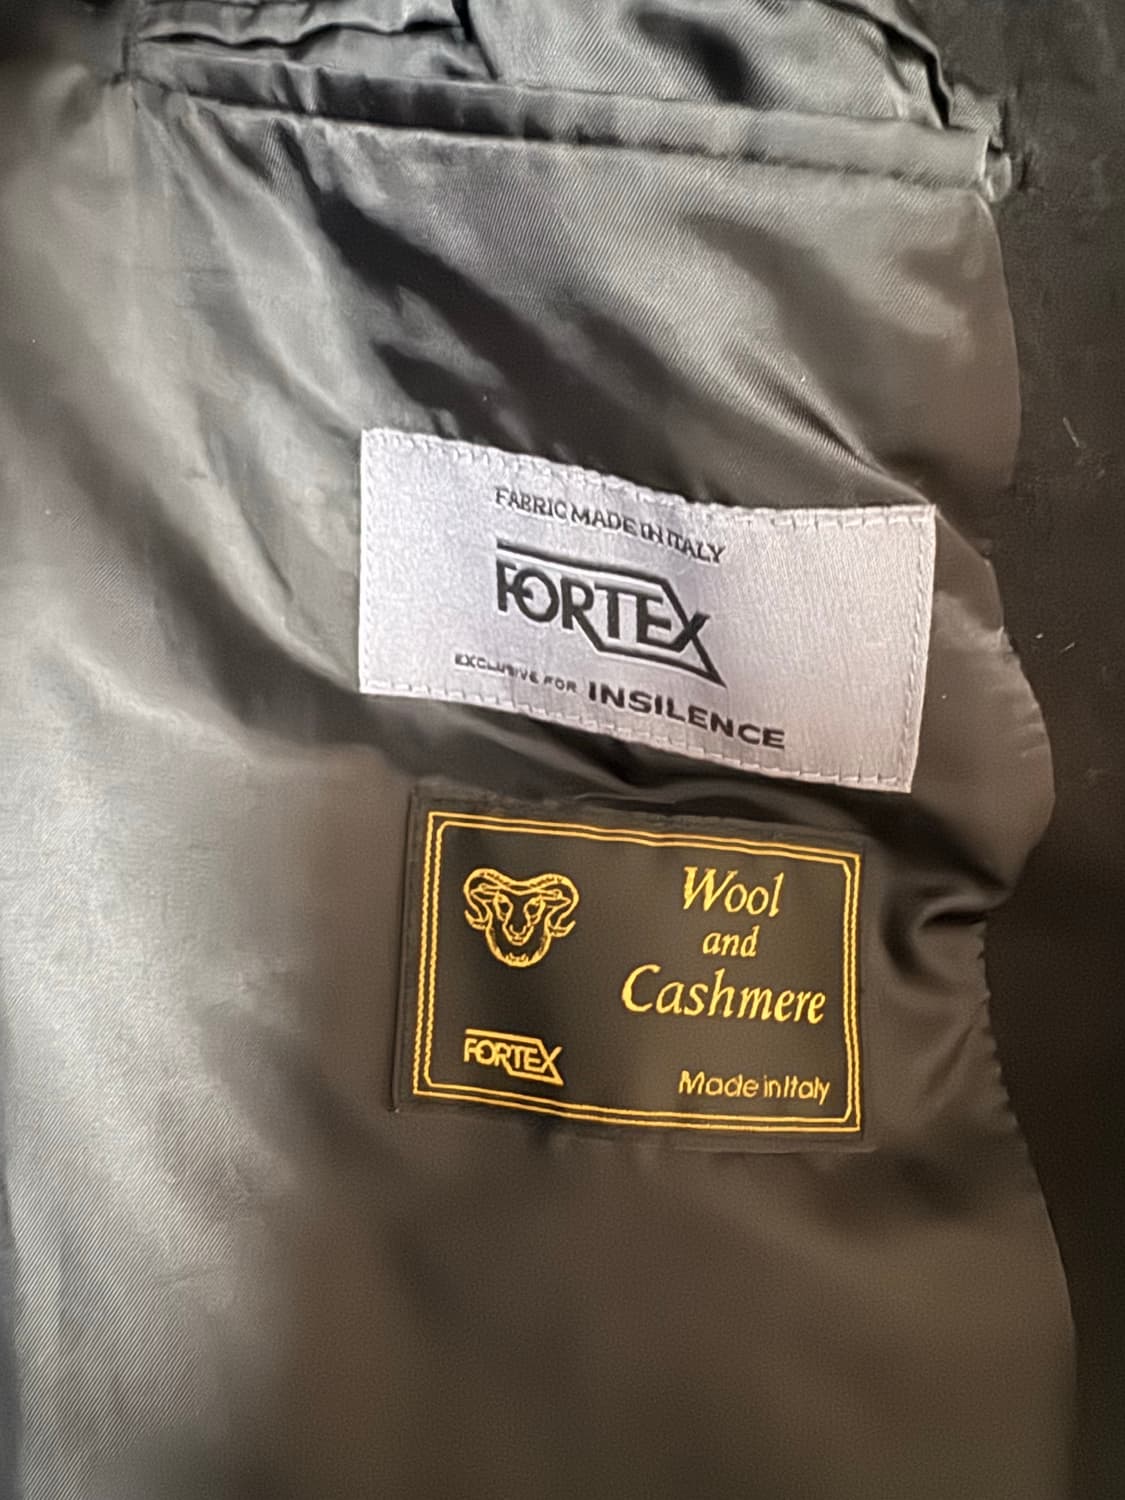 FABRIC MADE IN ITALY
FORTEX
EXCLUSIVE FOR INSILENCE
Wool
and
Cashmere
FORTEX
Made in Italy